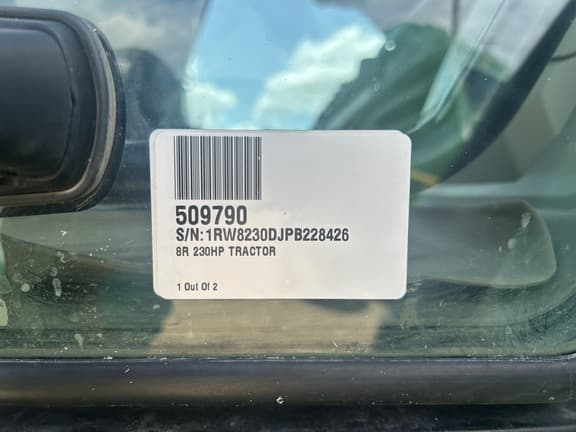 509790
S/N:1RW8230DJPB228426
8R 230HP TRACTOR
1 Out Of 2